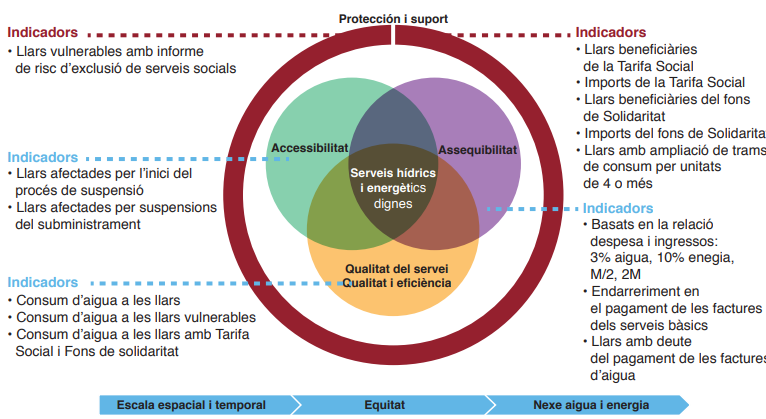 Protección i suport
Indicadors
• Llars vulnerables amb informe
de risc d’exclusió de serveis socials
Indicadors
• Llars afectades per l’inici del
procés de suspensió
• Llars afectades per suspensions
del subministrament
Indicadors
• Consum d’aigua a les llars
• Consum d’aigua a les llars vulnerables
• Consum d’aigua a les llars amb Tarifa
Social i Fons de solidaritat
Accessibilitat
Assequibilitat
Serveis hídrics
i energètics
dignes
Qualitat del servei
Qualitat i eficiència
Indicadors
• Llars beneficiàries
de la Tarifa Social
• Imports de la Tarifa Social
• Llars beneficiàries del fons
de Solidaritat
• Imports del fons de Solidarita
• Llars amb ampliació de trams
de consum per unitats
de 4 o més
Indicadors
• Basats en la relació
despesa i ingressos:
3% aigua, 10% enegia,
M/2, 2M
• Endarreriment en
el pagament de les factures
dels serveis bàsics
• Llars amb deute
del pagament de les factures
d’aigua
Escala espacial i temporal
Equitat
Nexe aigua i energia